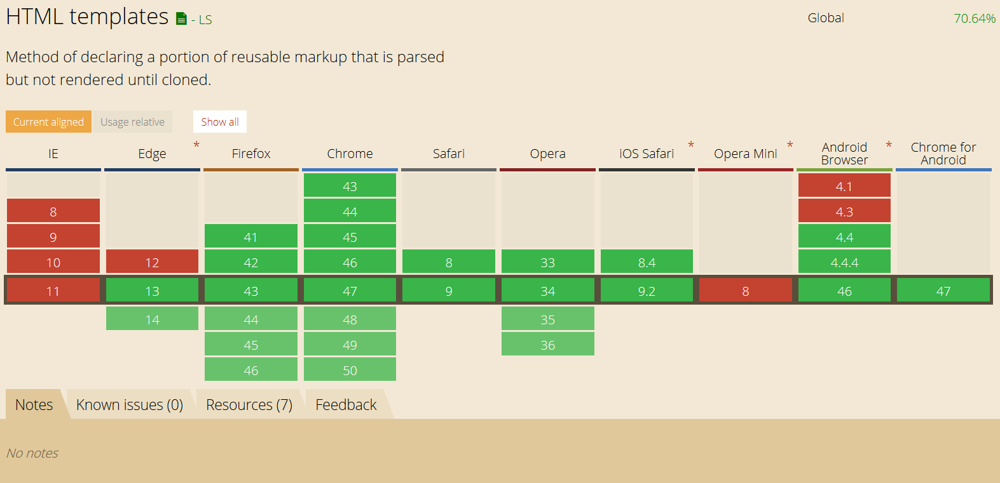 HTML templates - LS
Global 70.64%
Method of declaring a portion of reusable markup that is parsed
but not rendered until cloned.
Current aligned Usage relative Show all
IE Edge * Firefox Chrome Safari Opera iOS Safari * Opera Mini * Android Browser * Chrome for Android
43 4.1
8 44 4.3
9 41 45 4.4
10 12 42 46 8 33 8.4 4.4.4
11 13 43 47 9 34 9.2 8 46 47
14 44 48 35
45 49 36
46 50
Notes Known issues (0) Resources (7) Feedback
No notes